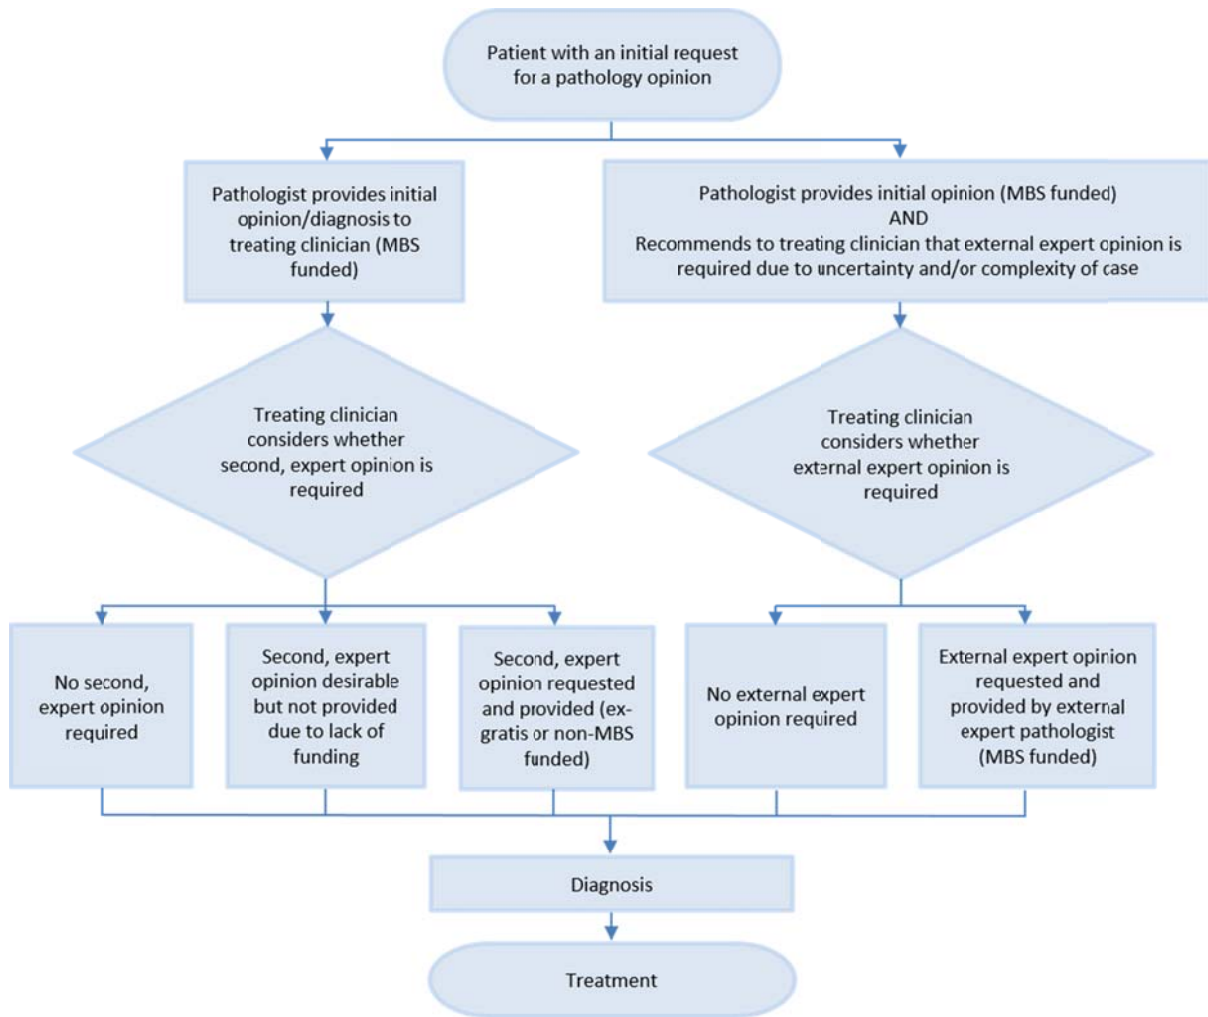 Patient with an initial request
for a pathology opinion
Pathologist provides initial
opinion/diagnosis to
treating clinician (MBS
funded)
Pathologist provides initial opinion (MBS funded)
AND
Recommends to treating clinician that external expert opinion is
required due to uncertainty and/or complexity of case
Treating clinician
considers whether
second, expert opinion is
required
Treating clinician
considers whether
external expert opinion is
required
No second,
expert opinion
required
Second, expert
opinion desirable
but not provided
due to lack of
funding
Second, expert
opinion requested
and provided (ex-
gratis or non-MBS
funded)
No external expert
opinion required
External expert opinion
requested and
provided by external
expert pathologist
(MBS funded)
Diagnosis
Treatment